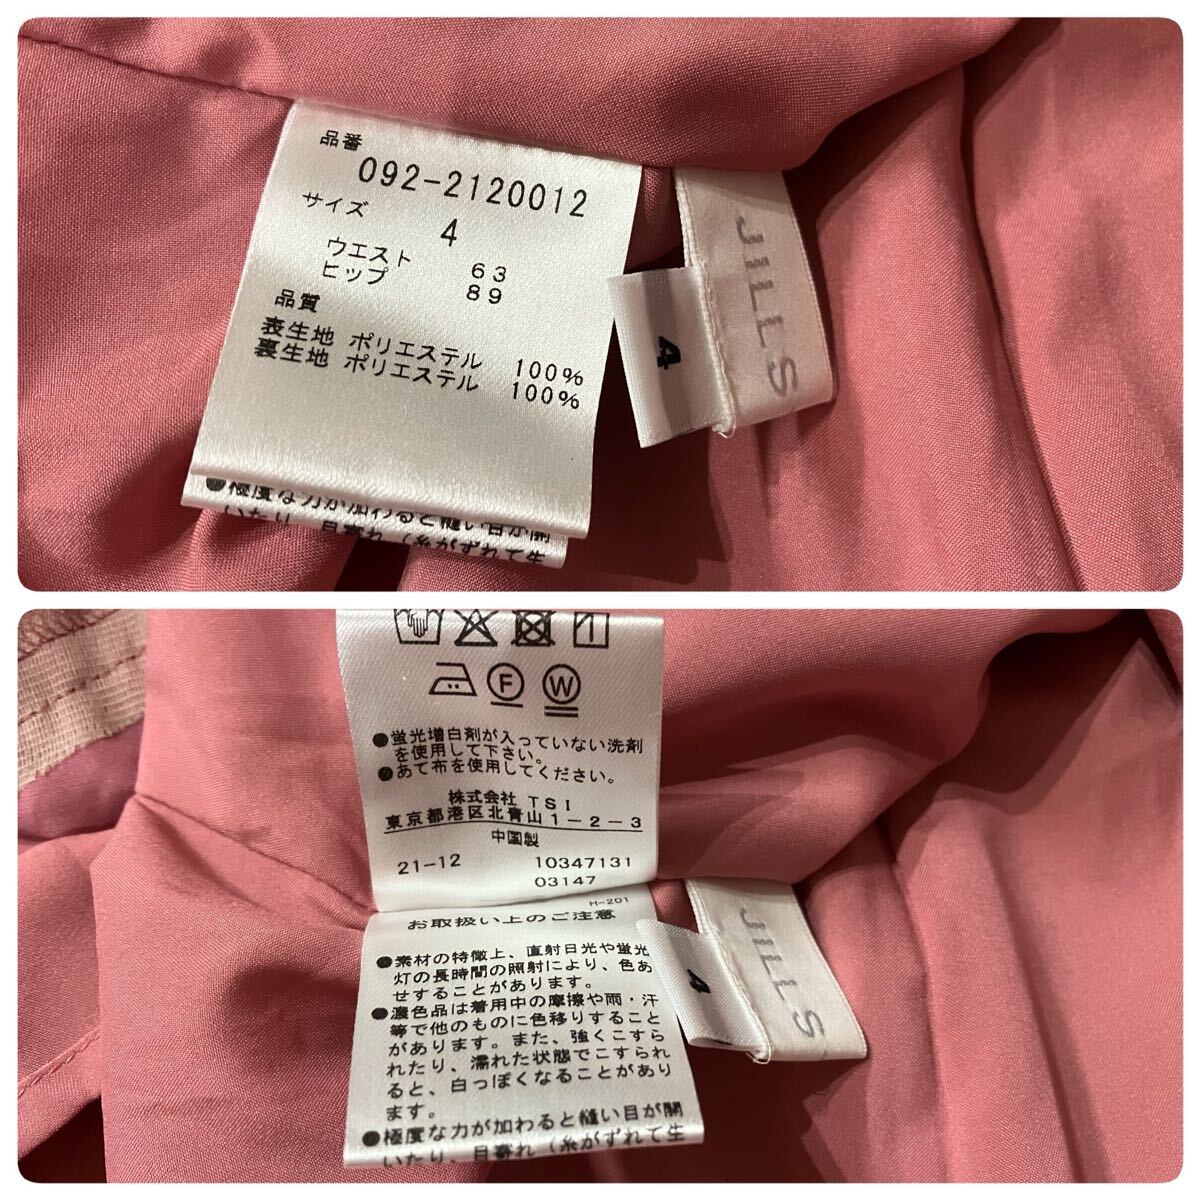 品番
092-2120012
サイズ
4
ウエスト 63
ヒップ 89
品質
表生地 ポリエステル 100%
裏生地 ポリエステル 100%
●極度な力が加わると縫い目が開
いたり、目寄れ（糸がずれて生
JILLS
4
F W
●蛍光増白剤が入っていない洗剤
を使用して下さい。
●あて布を使用してください。
株式会社 TSI
東京都港区北青山1-2-3
中国製
21-12 10347131
03147
H-201
お取扱い上のご注意
●素材の特徴上、直射日光や蛍光
灯の長時間の照射により、色あ
せすることがあります。
●濃色品は着用中の摩擦や雨・汗
等で他のものに色移りすること
があります。また、強くこすら
れたり、濡れた状態でこすられ
ると、白っぽくなることがあり
ます。
●極度な力が加わると縫い目が開
いたり、目寄れ（糸がずれて生
JILLS
4